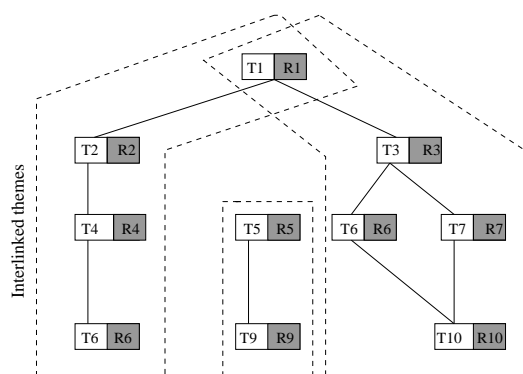 T1 R1
T2 R2
T3 R3
Interlinked themes
T4 R4
T5 R5
T6 R6
T7 R7
T6 R6
T9 R9
T10 R10